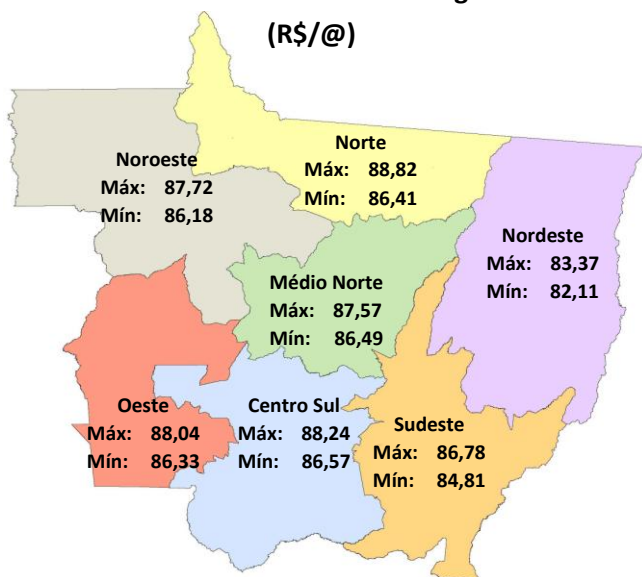 (R$/@)
Norte
Máx: 88,82
Mín: 86,41
Noroeste
Máx: 87,72
Mín: 86,18
Nordeste
Máx: 83,37
Mín: 82,11
Médio Norte
Máx: 87,57
Mín: 86,49
Oeste
Máx: 88,04
Mín: 86,33
Centro Sul
Máx: 88,24
Mín: 86,57
Sudeste
Máx: 86,78
Mín: 84,81